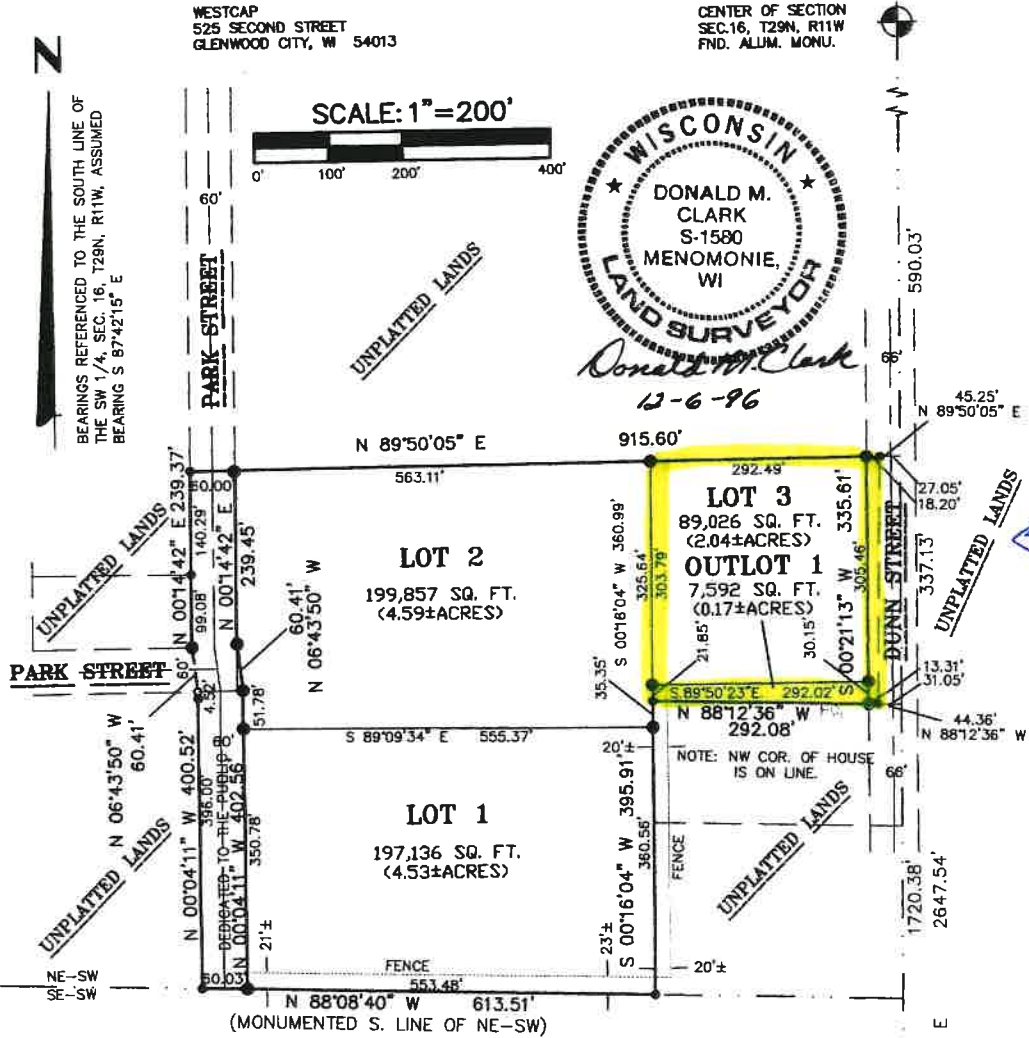 WESTCAP
525 SECOND STREET
GLENWOOD CITY, WI 54013
CENTER OF SECTION
SEC.16, T29N, R11W
FND. ALUM. MONU.
N
BEARINGS REFERENCED TO THE SOUTH LINE OF
THE SW 1/4, SEC. 16, T29N, R11W, ASSUMED
BEARING S 87°42'15" E
SCALE: 1"=200'
0'
100'
200'
400'
WISCONSIN
DONALD M.
CLARK
S-1580
MENOMONIE,
WI
LAND SURVEYOR
Donald M. Clark
12-6-96
60'
PARK STREET
UNPLATTED LANDS
590.03'
66'
45.25'
N 89°50'05" E
N 89°50'05" E
915.60'
563.11'
292.49'
27.05'
18.20'
N 00°14'42" E 239.37'
60.00'
140.29'
99.08'
N 00°14'42" E
239.45'
UNPLATTED LANDS
LOT 2
199,857 SQ. FT.
(4.59±ACRES)
60.41'
N 06°43'50" W
S 00°16'04" W 360.99'
325.64'
303.79'
LOT 3
89,026 SQ. FT.
(2.04±ACRES)
OUTLOT 1
7,592 SQ. FT.
(0.17±ACRES)
335.61'
305.46'
S 00°21'13" W
DUNN STREET
337.13'
UNPLATTED LANDS
21.85'
30.15'
PARK STREET
60'
4.52'
51.78'
35.35'
S 89°50'23"E 292.02'
N 88°12'36" W
292.08'
13.31'
31.05'
44.36'
N 88°12'36" W
N 06°43'50" W
60.41'
60'
S 89°09'34" E 555.37'
20'±
NOTE: NW COR. OF HOUSE
IS ON LINE.
66'
N 00°04'11" W 400.52'
396.00'
DEDICATED TO THE PUBLIC
N 00°04'11" W 402.56'
350.78'
LOT 1
197,136 SQ. FT.
(4.53±ACRES)
S 00°16'04" W 395.91'
360.56'
FENCE
UNPLATTED LANDS
UNPLATTED LANDS
1720.38'
2647.54'
21'±
23'±
20'±
FENCE
NE-SW
SE-SW
60.03'
553.48'
N 88°08'40" W 613.51'
(MONUMENTED S. LINE OF NE-SW)
E